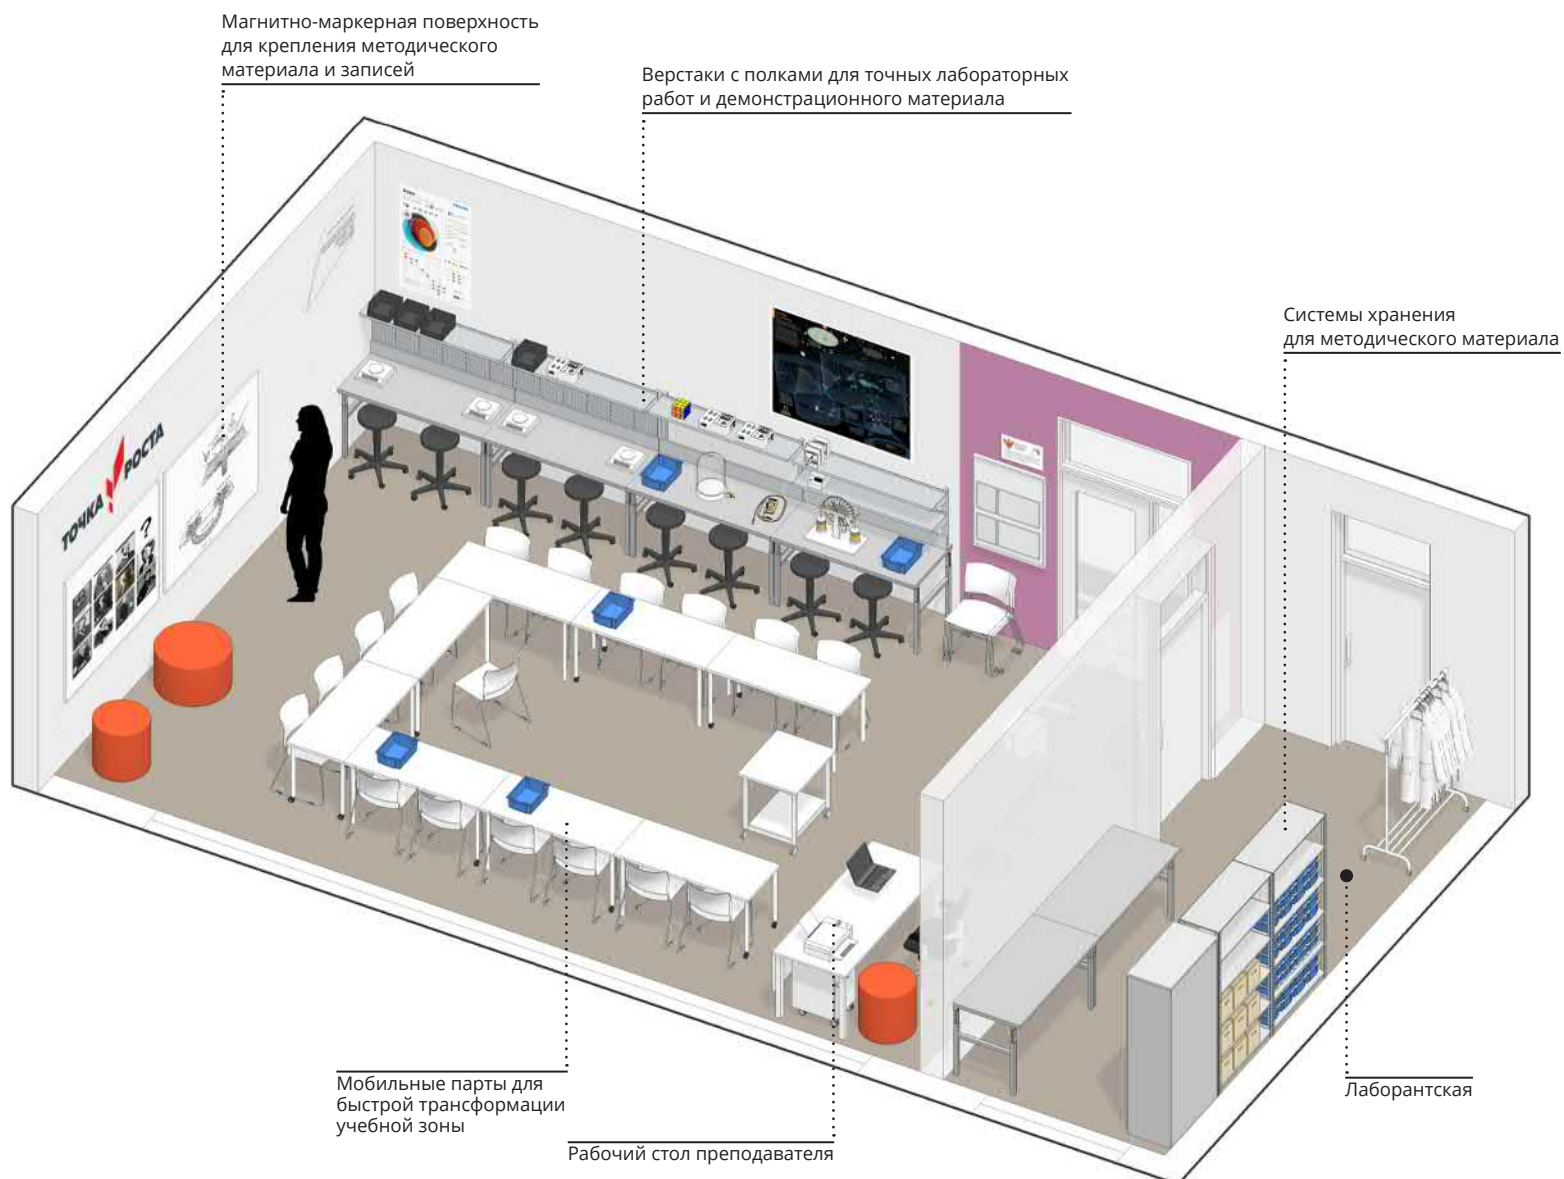 Магнитно-маркерная поверхность
для крепления методического
материала и записей
Верстаки с полками для точных лабораторных
работ и демонстрационного материала
Системы хранения
для методического материала
ТОЧКА РОСТА
?
Мобильные парты для
быстрой трансформации
учебной зоны
Рабочий стол преподавателя
Лаборантская